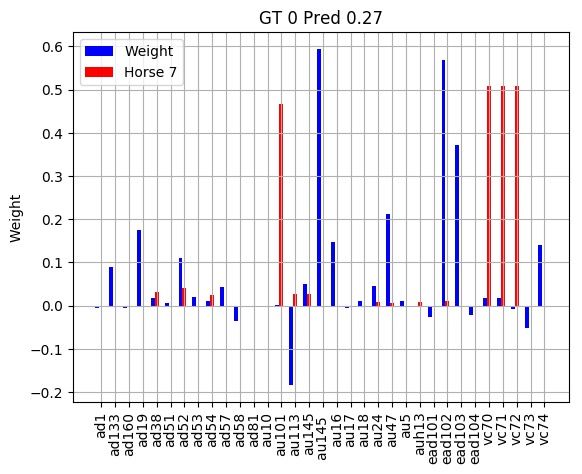 GT 0 Pred 0.27
Weight
Horse 7
0.6
0.5
0.4
0.3
0.2
0.1
0.0
−0.1
−0.2
Weight
ad1
ad133
ad160
ad19
ad38
ad51
ad52
ad53
ad54
ad57
ad58
ad81
au10
au101
au113
au145
au145
au16
au17
au18
au24
au47
au5
auh13
ead101
ead102
ead103
ead104
vc70
vc71
vc72
vc73
vc74